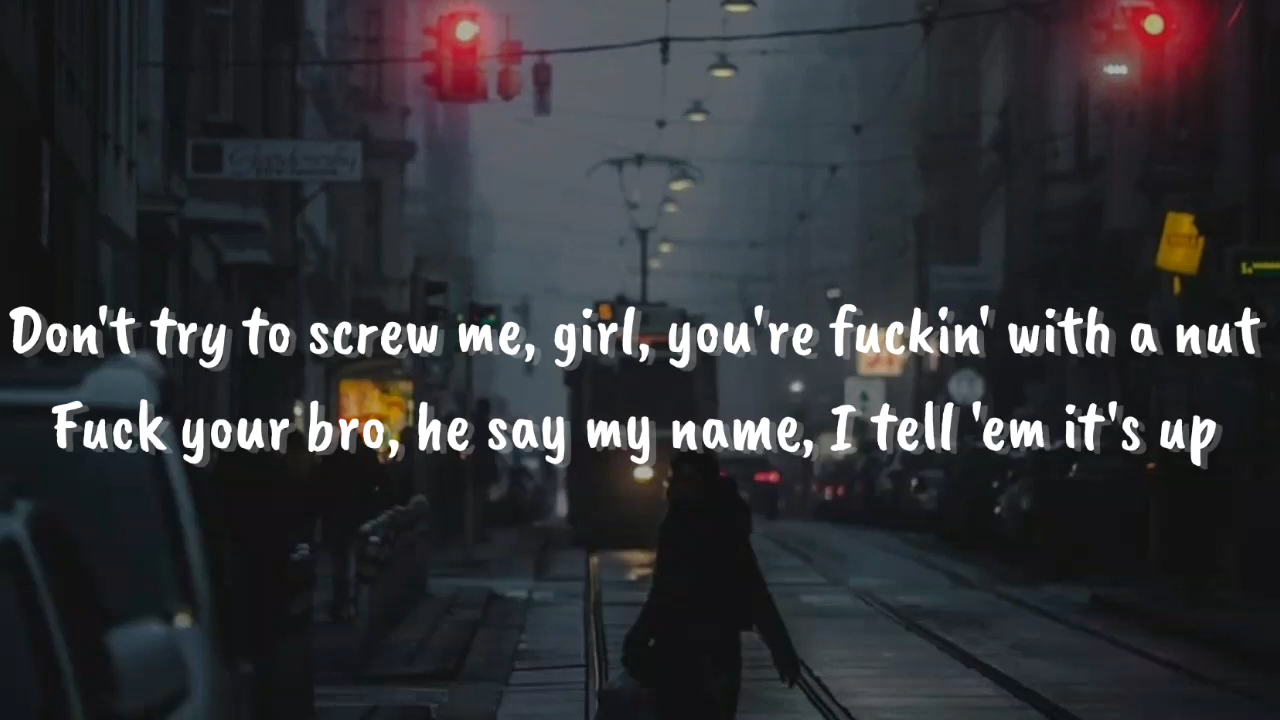 Don't try to screw me, girl, you're fuckin' with a nut
Fuck your bro, he say my name, I tell 'em it's up